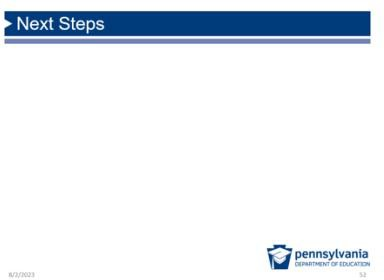 Next Steps
pennsylvania
DEPARTMENT OF EDUCATION
8/2/2023
52